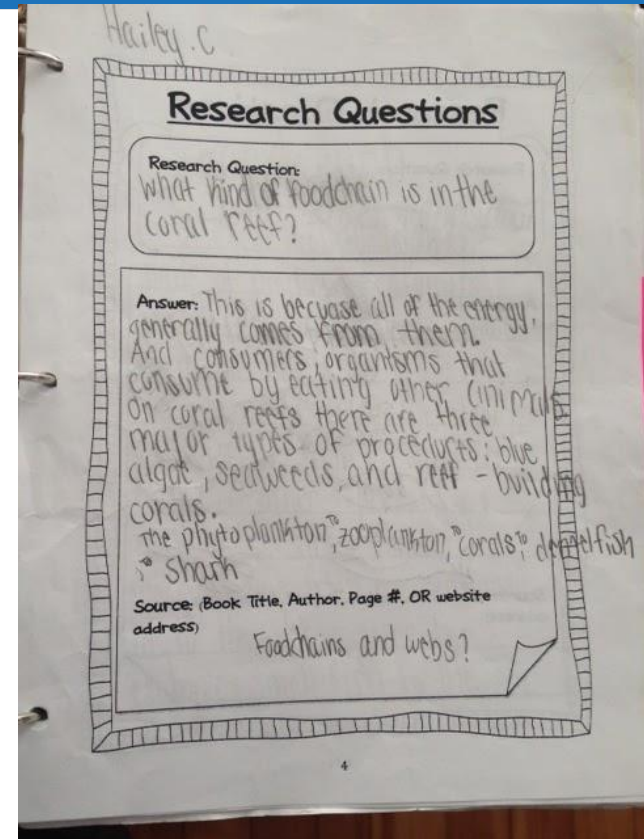 Hailey.C
Research Questions
Research Question:
What kind of foodchain is in the
coral reef?
Answer: This is becuase all of the energy,
generally comes from them.
And consumers, organisms that
consume by eating other animals
On coral reefs there are three
major types of procedurs: blue
algae, seaweeds, and reef - building
corals.
The phytoplankton, zooplankton, corals,
Shark
Source: (Book Title, Author, Page #, OR website
address)
Foodchains and webs?
4